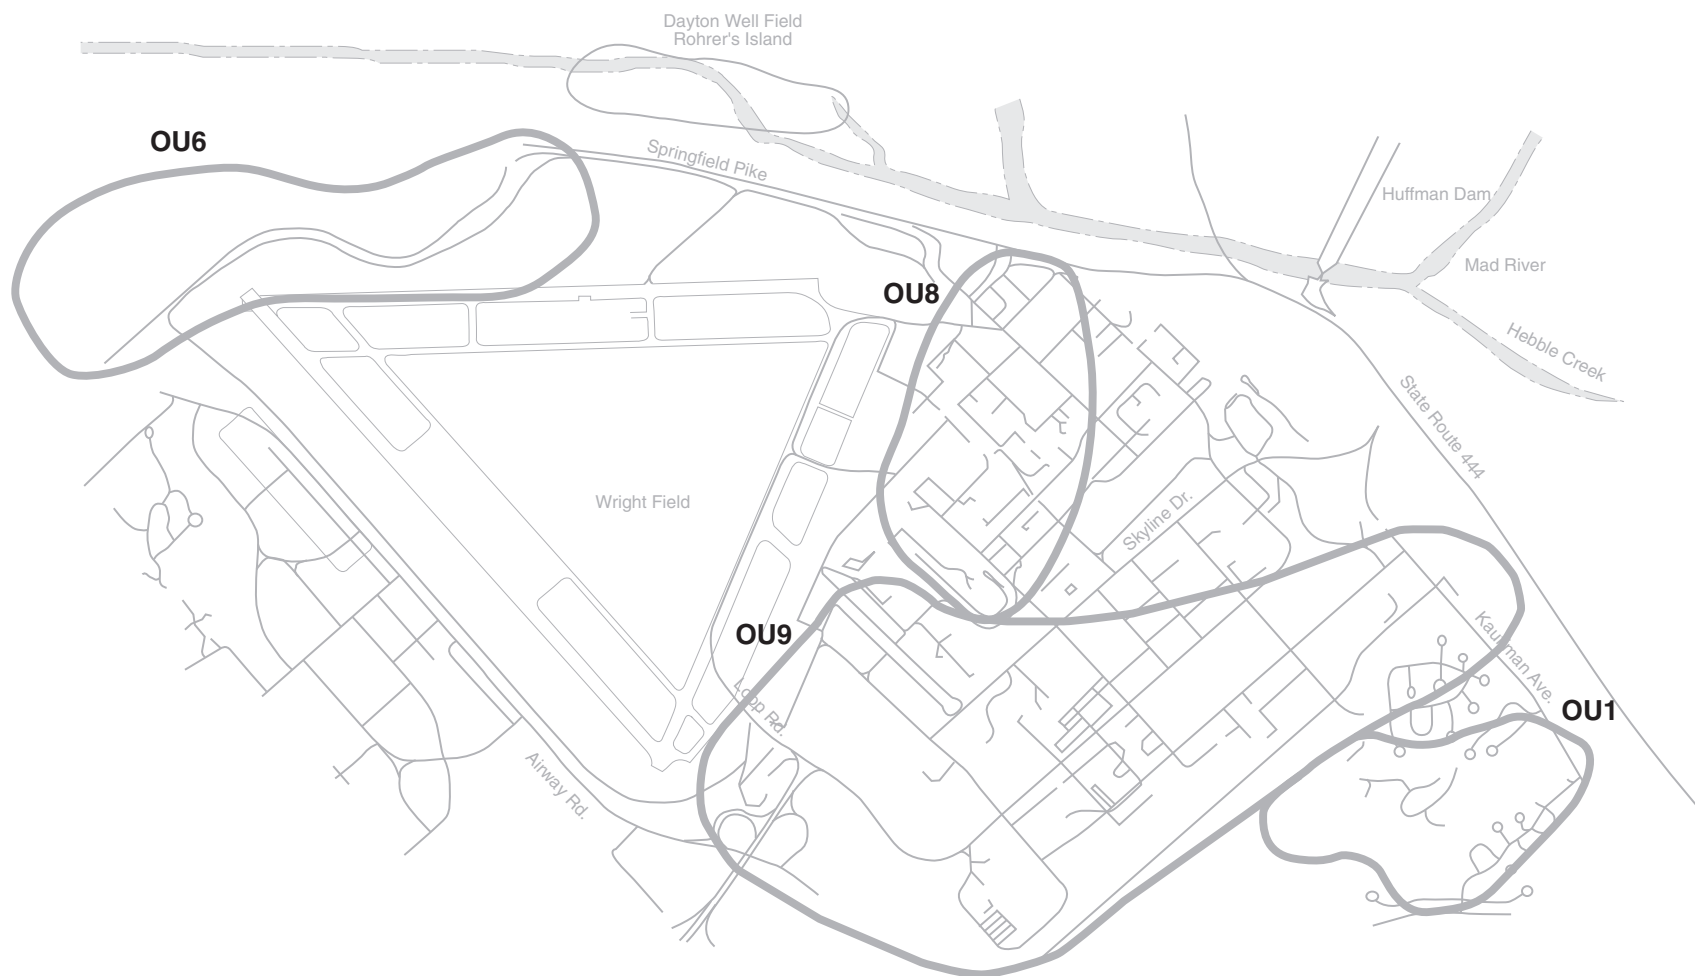 Dayton Well Field
Rohrer's Island
OU6
Springfield Pike
Huffman Dam
Mad River
OU8
Hebble Creek
State Route 444
Wright Field
Skyline Dr.
OU9
Kauffman Ave.
Loop Rd.
OU1
Airway Rd.